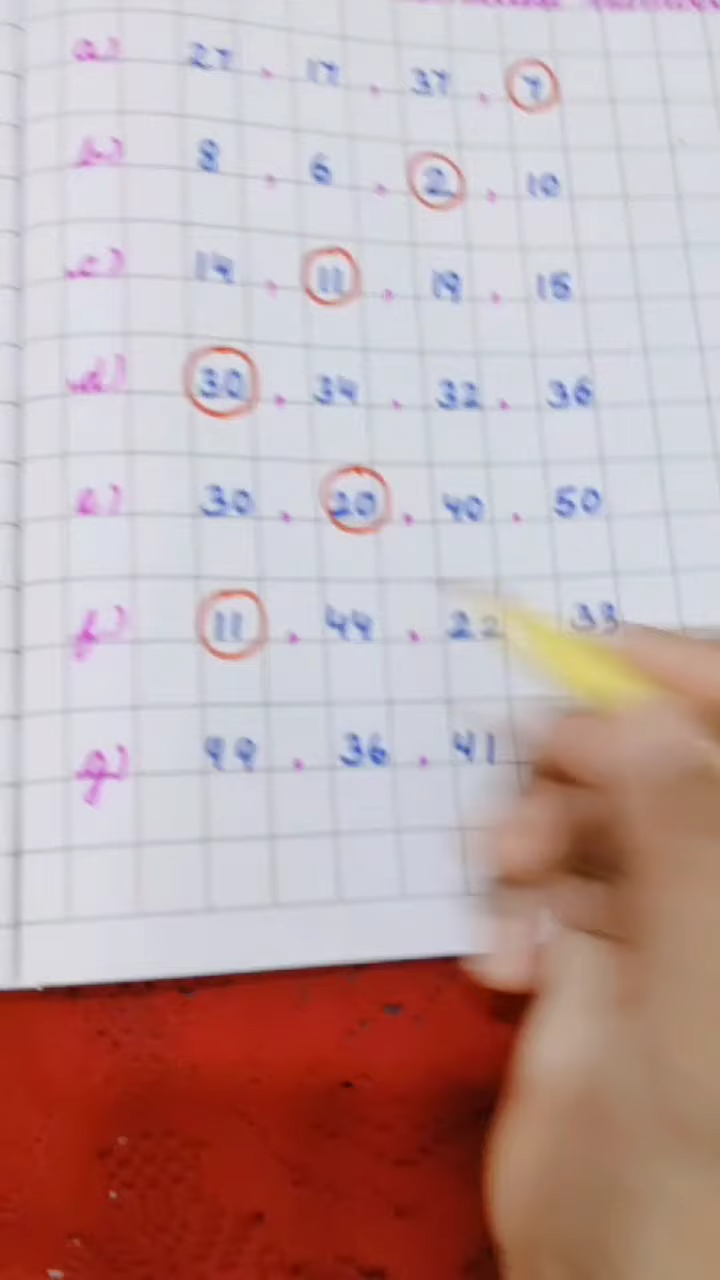 a) 27 . 17 . 37 . 7
b) 8 . 6 . 2 . 10
c) 14 . 11 . 19 . 15
d) 30 . 34 . 32 . 36
e) 30 . 20 . 40 . 50
f) 11 . 44 . 22 33
g) 99 . 36 . 41